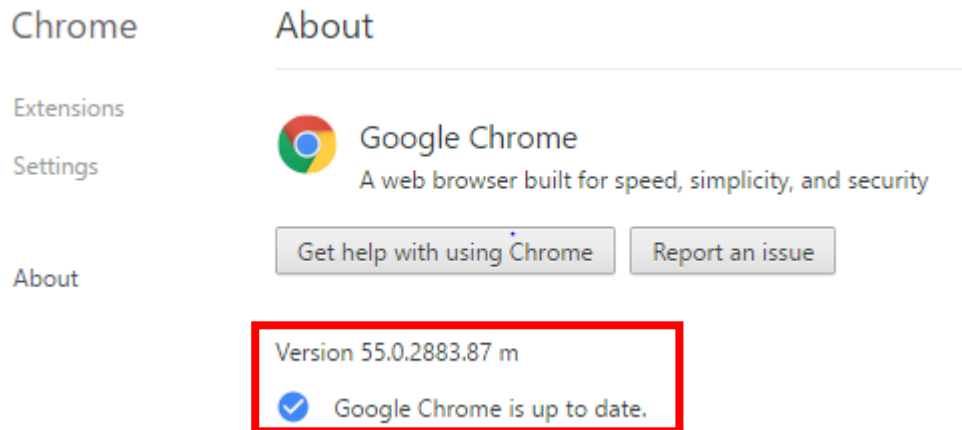 Chrome
About
Extensions
Settings
About
Google Chrome
A web browser built for speed, simplicity, and security
Get help with using Chrome
Report an issue
Version 55.0.2883.87 m
Google Chrome is up to date.